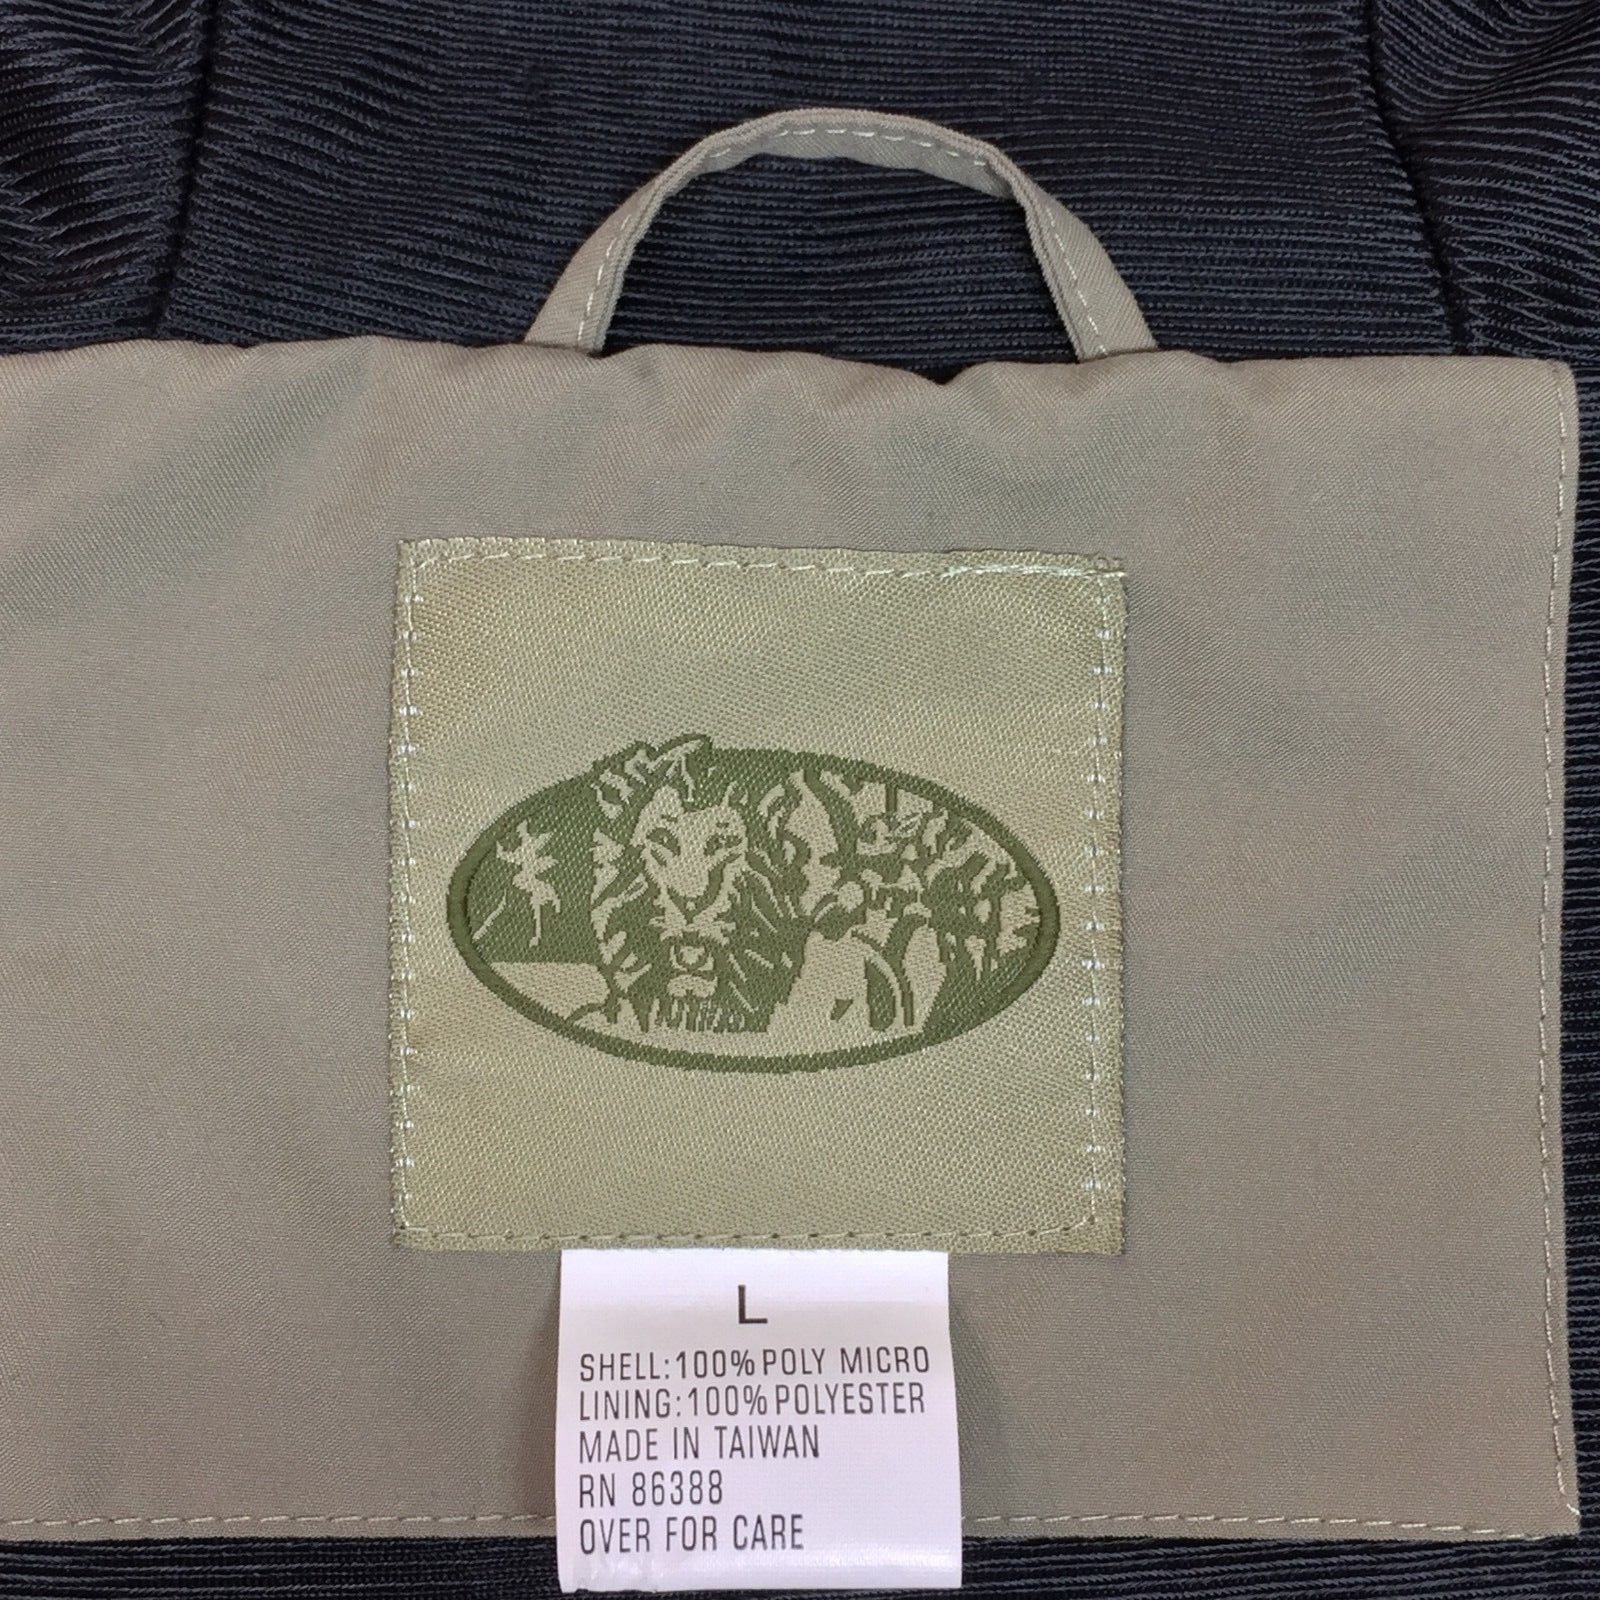 L
SHELL:100% POLY MICRO
LINING:100% POLYESTER
MADE IN TAIWAN
RN 86388
OVER FOR CARE